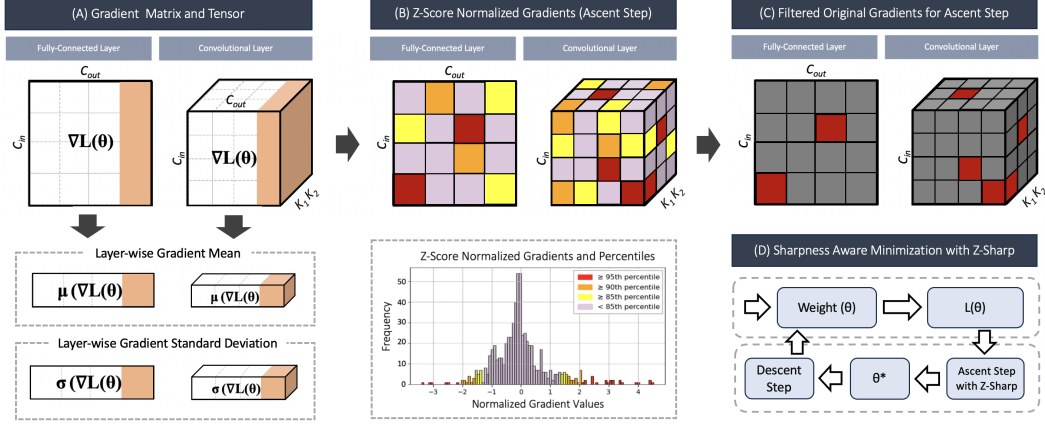 (A) Gradient Matrix and Tensor
Fully-Connected Layer
Convolutional Layer
C_out
C_in
∇L(θ)
C_out
C_in
∇L(θ)
K_1 K_2
Layer-wise Gradient Mean
μ (∇L(θ)
μ (∇L(θ)
Layer-wise Gradient Standard Deviation
σ (∇L(θ)
σ (∇L(θ)
(B) Z-Score Normalized Gradients (Ascent Step)
Fully-Connected Layer
Convolutional Layer
C_out
C_in
C_out
C_in
K_1 K_2
Z-Score Normalized Gradients and Percentiles
≥ 95th percentile
≥ 90th percentile
≥ 85th percentile
< 85th percentile
Frequency
50
40
30
20
10
0
−3
−2
−1
0
1
2
3
4
Normalized Gradient Values
(C) Filtered Original Gradients for Ascent Step
Fully-Connected Layer
Convolutional Layer
C_out
C_in
C_out
C_in
K_1 K_2
(D) Sharpness Aware Minimization with Z-Sharp
Weight (θ)
L(θ)
Descent
Step
θ*
Ascent Step
with Z-Sharp